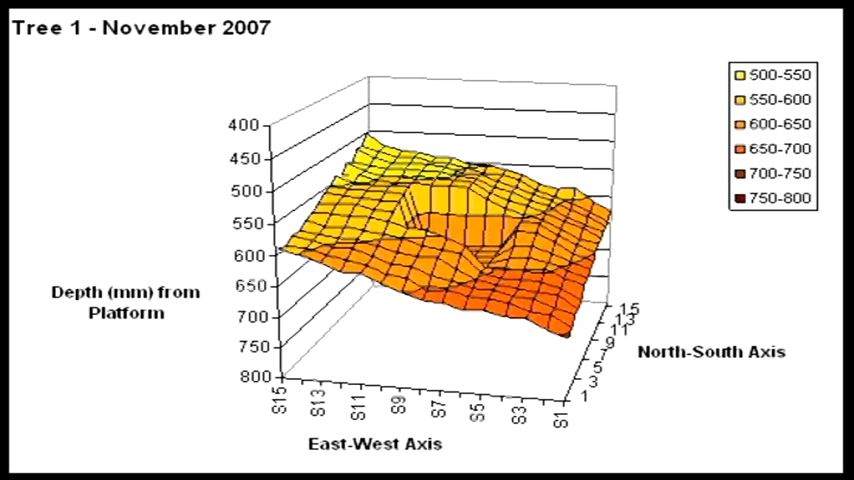 Tree 1 - November 2007
500-550
550-600
600-650
650-700
700-750
750-800
400
450
500
550
600
650
700
750
800
Depth (mm) from
Platform
S15
S13
S11
S9
S7
S5
S3
S1
East-West Axis
15
13
11
9
5
3
1
North-South Axis